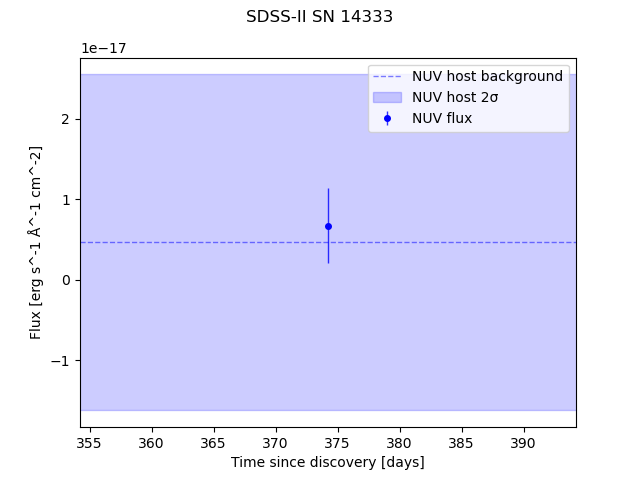 SDSS-II SN 14333
1e−17
NUV host background
NUV host 2σ
NUV flux
2
1
0
−1
Flux [erg s^-1 Å^-1 cm^-2]
355 360 365 370 375 380 385 390
Time since discovery [days]